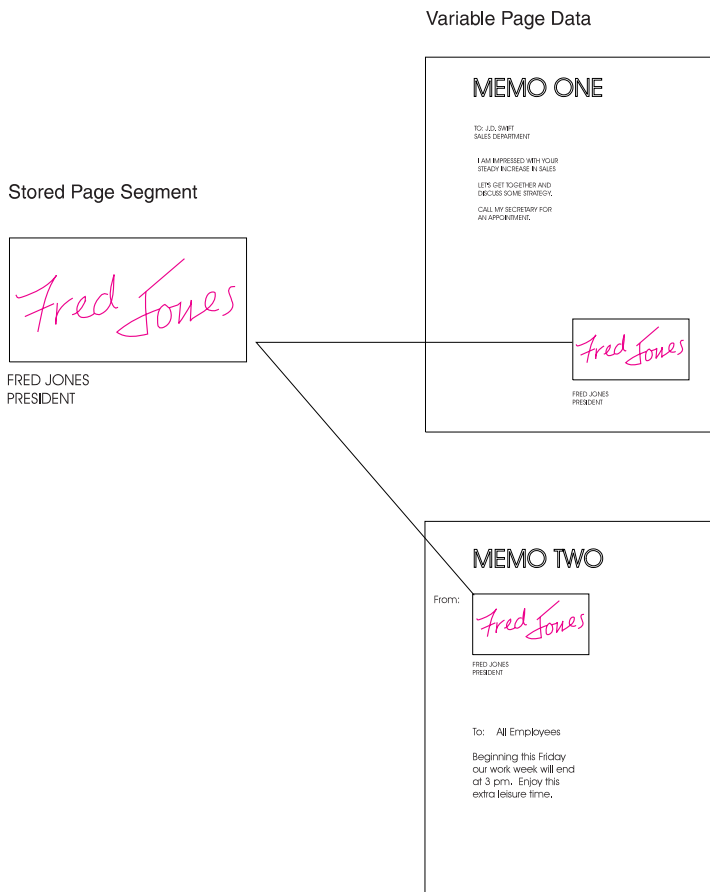 Variable Page Data
MEMO ONE
TO: J.D. SWIFT
SALES DEPARTMENT
I AM IMPRESSED WITH YOUR
STEADY INCREASE IN SALES
LET'S GET TOGETHER AND
DISCUSS SOME STRATEGY.
CALL MY SECRETARY FOR
AN APPOINTMENT.
Fred Jones
FRED JONES
PRESIDENT
Stored Page Segment
Fred Jones
FRED JONES
PRESIDENT
MEMO TWO
From:
Fred Jones
FRED JONES
PRESIDENT
To: All Employees
Beginning this Friday
our work week will end
at 3 pm. Enjoy this
extra leisure time.